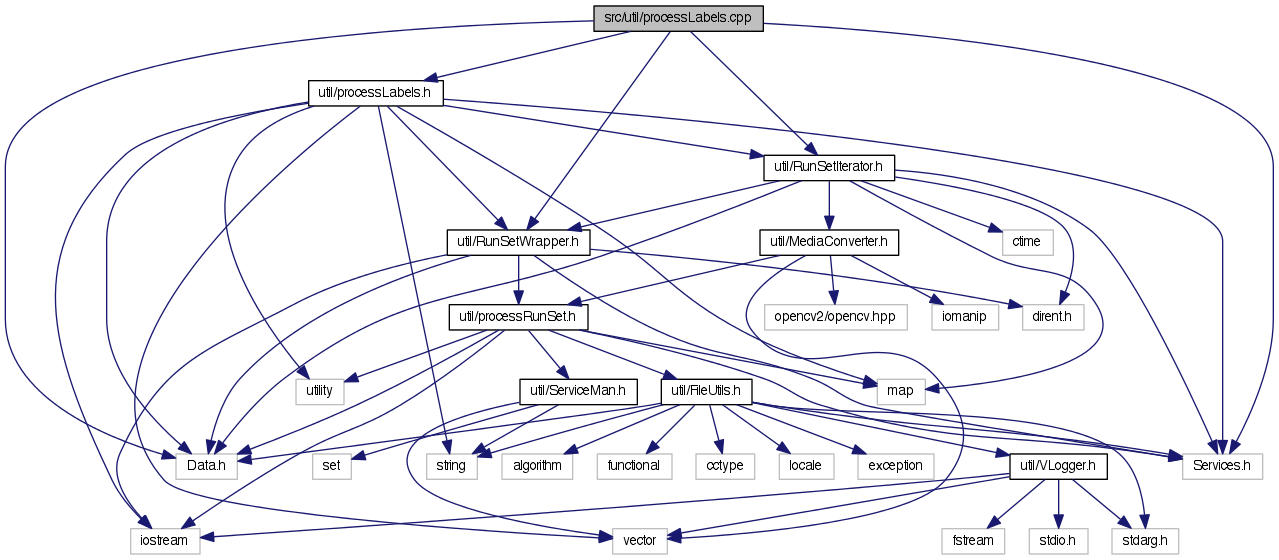 src/util/processLabels.cpp
util/processLabels.h
util/RunSetIterator.h
util/RunSetWrapper.h
util/MediaConverter.h
ctime
util/processRunSet.h
opencv2/opencv.hpp
iomanip
dirent.h
utility
util/ServiceMan.h
util/FileUtils.h
map
Data.h
set
string
algorithm
functional
cctype
locale
exception
util/VLogger.h
Services.h
iostream
vector
fstream
stdio.h
stdarg.h